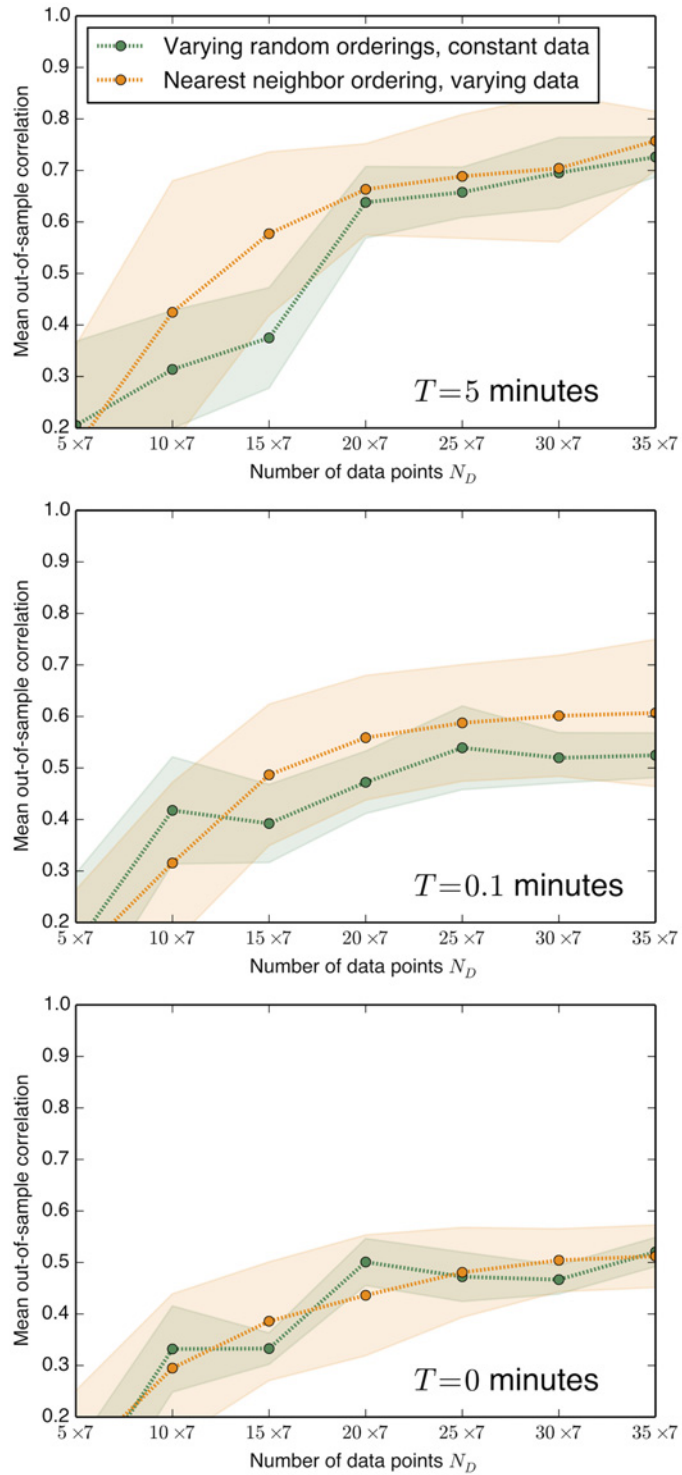 Varying random orderings, constant data
Nearest neighbor ordering, varying data
Mean out-of-sample correlation
1.0
0.9
0.8
0.7
0.6
0.5
0.4
0.3
0.2
T=5 minutes
5×7 10×7 15×7 20×7 25×7 30×7 35×7
Number of data points N_D
Mean out-of-sample correlation
1.0
0.9
0.8
0.7
0.6
0.5
0.4
0.3
0.2
T=0.1 minutes
5×7 10×7 15×7 20×7 25×7 30×7 35×7
Number of data points N_D
Mean out-of-sample correlation
1.0
0.9
0.8
0.7
0.6
0.5
0.4
0.3
0.2
T=0 minutes
5×7 10×7 15×7 20×7 25×7 30×7 35×7
Number of data points N_D